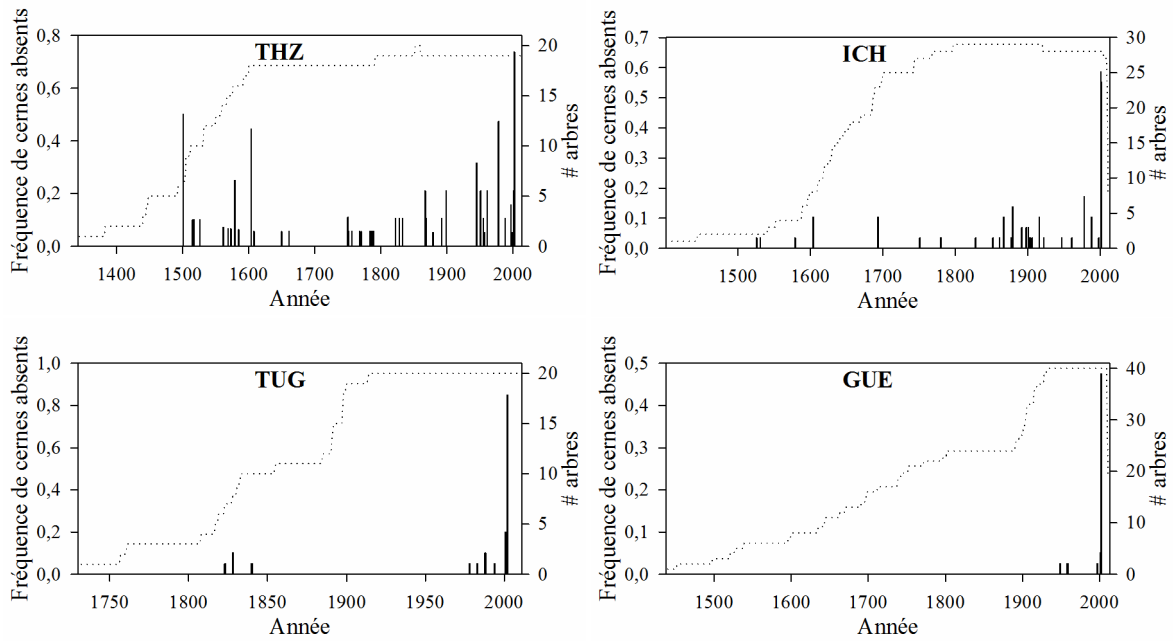 THZ
Fréquence de cernes absents
0,8
0,6
0,4
0,2
0,0
20
15
10
5
0
# arbres
1400 1500 1600 1700 1800 1900 2000
Année
ICH
Fréquence de cernes absents
0,7
0,6
0,5
0,4
0,3
0,2
0,1
0,0
30
25
20
15
10
5
0
# arbres
1500 1600 1700 1800 1900 2000
Année
TUG
Fréquence de cernes absents
1,0
0,8
0,6
0,4
0,2
0,0
20
15
10
5
0
# arbres
1750 1800 1850 1900 1950 2000
Année
GUE
Fréquence de cernes absents
0,5
0,4
0,3
0,2
0,1
0,0
40
30
20
10
0
# arbres
1500 1600 1700 1800 1900 2000
Année